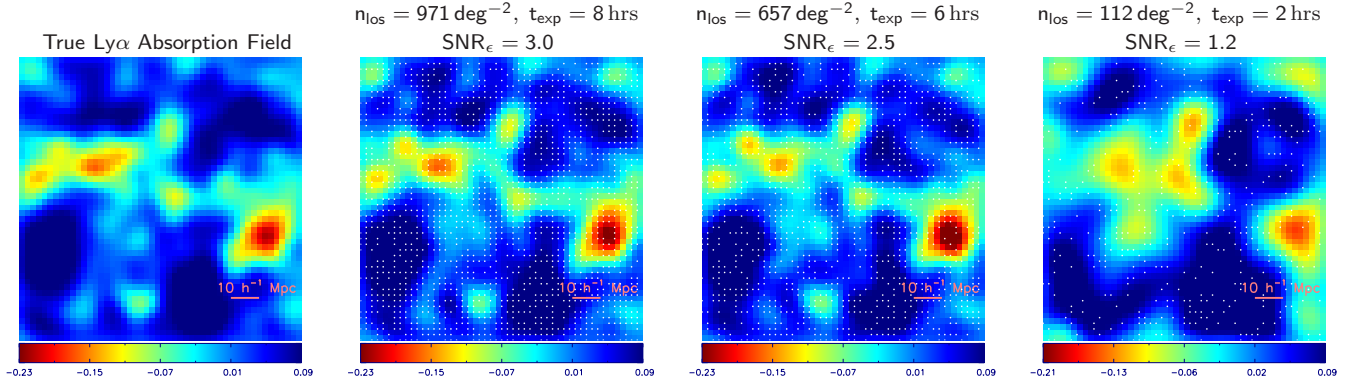 True Lyα Absorption Field
n_los = 971 deg⁻², t_exp = 8 hrs
SNR_ϵ = 3.0
n_los = 657 deg⁻², t_exp = 6 hrs
SNR_ϵ = 2.5
n_los = 112 deg⁻², t_exp = 2 hrs
SNR_ϵ = 1.2
10 h⁻¹ Mpc
10 h⁻¹ Mpc
10 h⁻¹ Mpc
10 h⁻¹ Mpc
−0.23 −0.15 −0.07 0.01 0.09
−0.23 −0.15 −0.07 0.01 0.09
−0.23 −0.15 −0.07 0.01 0.09
−0.21 −0.13 −0.06 0.02 0.09